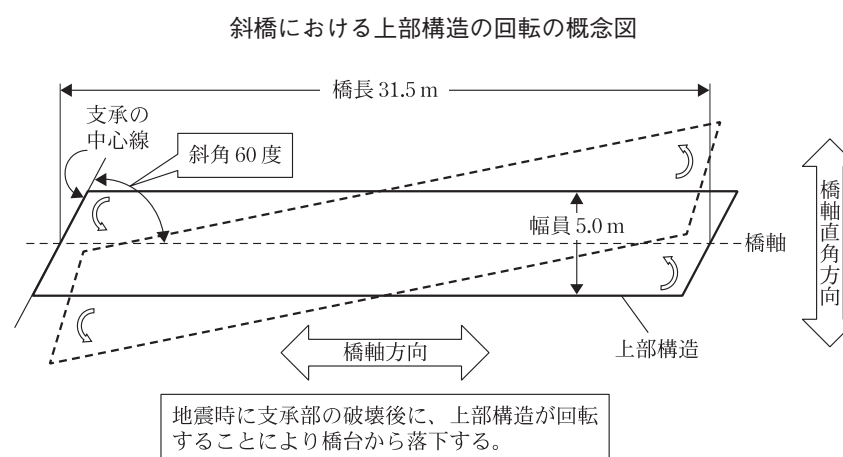 斜橋における上部構造の回転の概念図
橋長 31.5 m
支承の
中心線
斜角 60 度
幅員 5.0 m
橋軸
橋軸直角方向
上部構造
橋軸方向
地震時に支承部の破壊後に、上部構造が回転
することにより橋台から落下する。